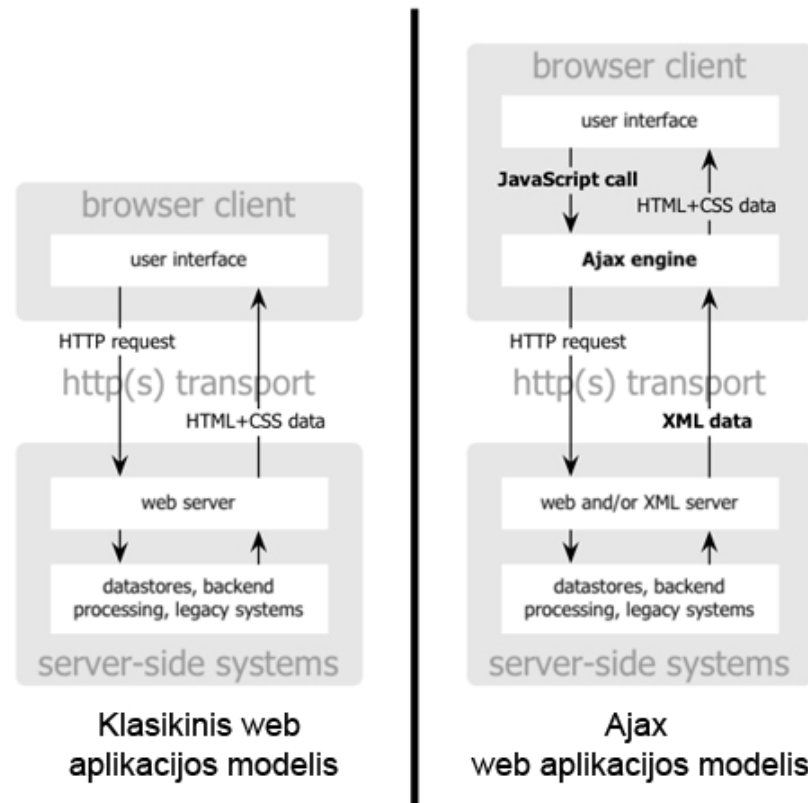 browser client
user interface
HTTP request
http(s) transport
HTML+CSS data
web server
datastores, backend
processing, legacy systems
server-side systems
Klasikinis web
aplikacijos modelis
browser client
user interface
JavaScript call
HTML+CSS data
Ajax engine
HTTP request
http(s) transport
XML data
web and/or XML server
datastores, backend
processing, legacy systems
server-side systems
Ajax
web aplikacijos modelis